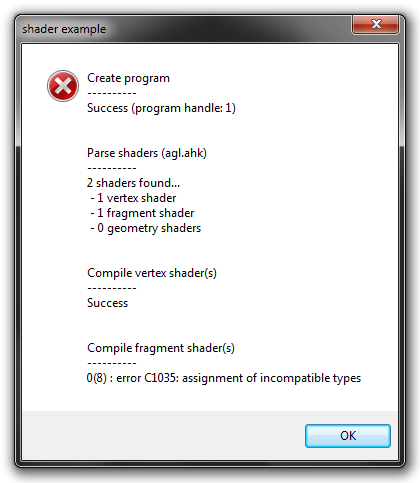 shader example
Create program
----------
Success (program handle: 1)
Parse shaders (agl.ahk)
----------
2 shaders found...
- 1 vertex shader
- 1 fragment shader
- 0 geometry shaders
Compile vertex shader(s)
----------
Success
Compile fragment shader(s)
----------
0(8) : error C1035: assignment of incompatible types
OK